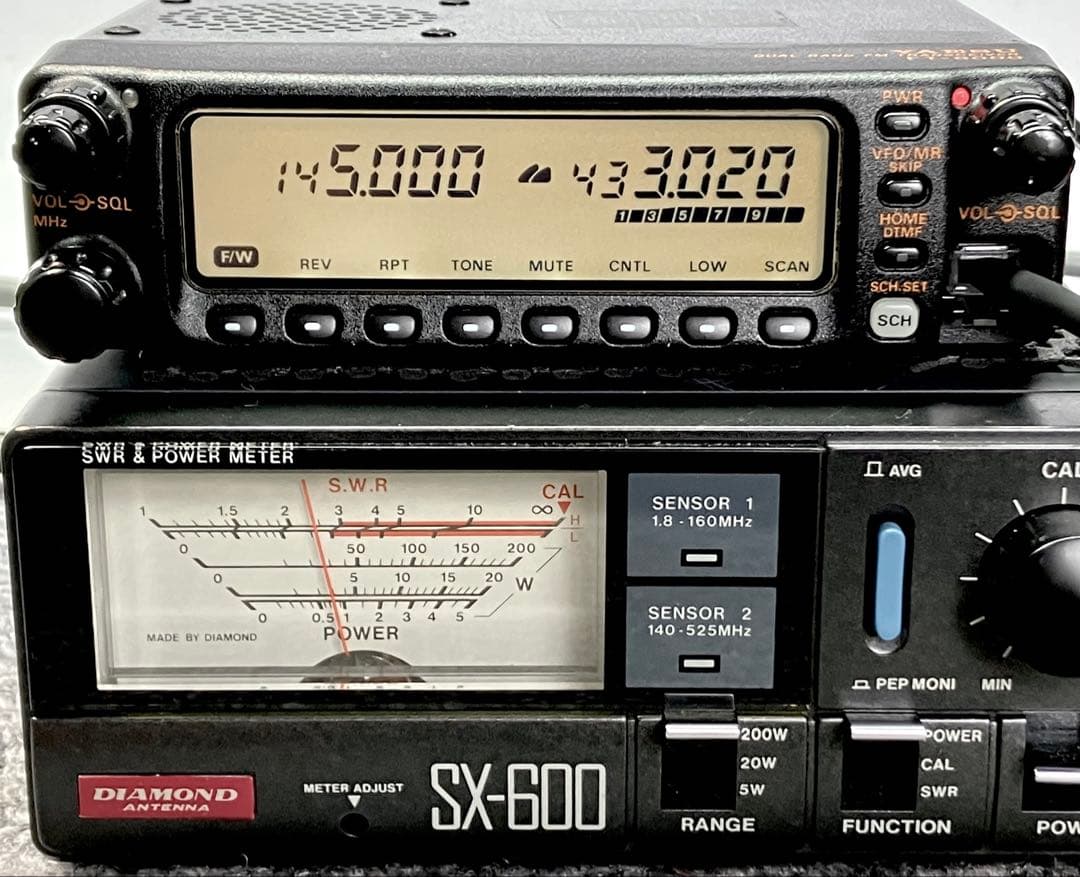 DUAL BAND FM
PWR
VFO/MR
SKIP
HOME
DTMF
SCH.SET
SCH
VOL SQL
MHz
VOL SQL
145.000 433.020
1 3 5 7 9
F/W REV RPT TONE MUTE CNTL LOW SCAN
SWR & POWER METER
S.W.R
CAL
1 1.5 2 3 4 5 10 ∞ H
L
0 50 100 150 200
0 5 10 15 20 W
0 0.5 1 2 3 4 5
MADE BY DIAMOND
POWER
SENSOR 1
1.8 - 160MHz
SENSOR 2
140 - 525MHz
AVG
PEP MONI
MIN
DIAMOND
ANTENNA
METER ADJUST
SX-600
200W
20W
5W
RANGE
POWER
CAL
SWR
FUNCTION